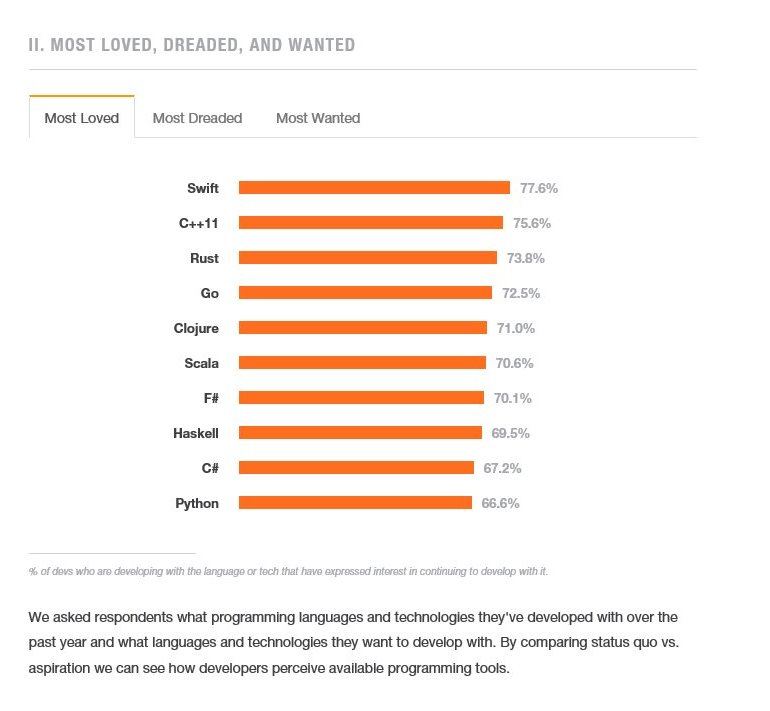 II. MOST LOVED, DREADED, AND WANTED
Most Loved Most Dreaded Most Wanted
Swift 77.6%
C++11 75.6%
Rust 73.8%
Go 72.5%
Clojure 71.0%
Scala 70.6%
F# 70.1%
Haskell 69.5%
C# 67.2%
Python 66.6%
% of devs who are developing with the language or tech that have expressed interest in continuing to develop with it.
We asked respondents what programming languages and technologies they've developed with over the
past year and what languages and technologies they want to develop with. By comparing status quo vs.
aspiration we can see how developers perceive available programming tools.